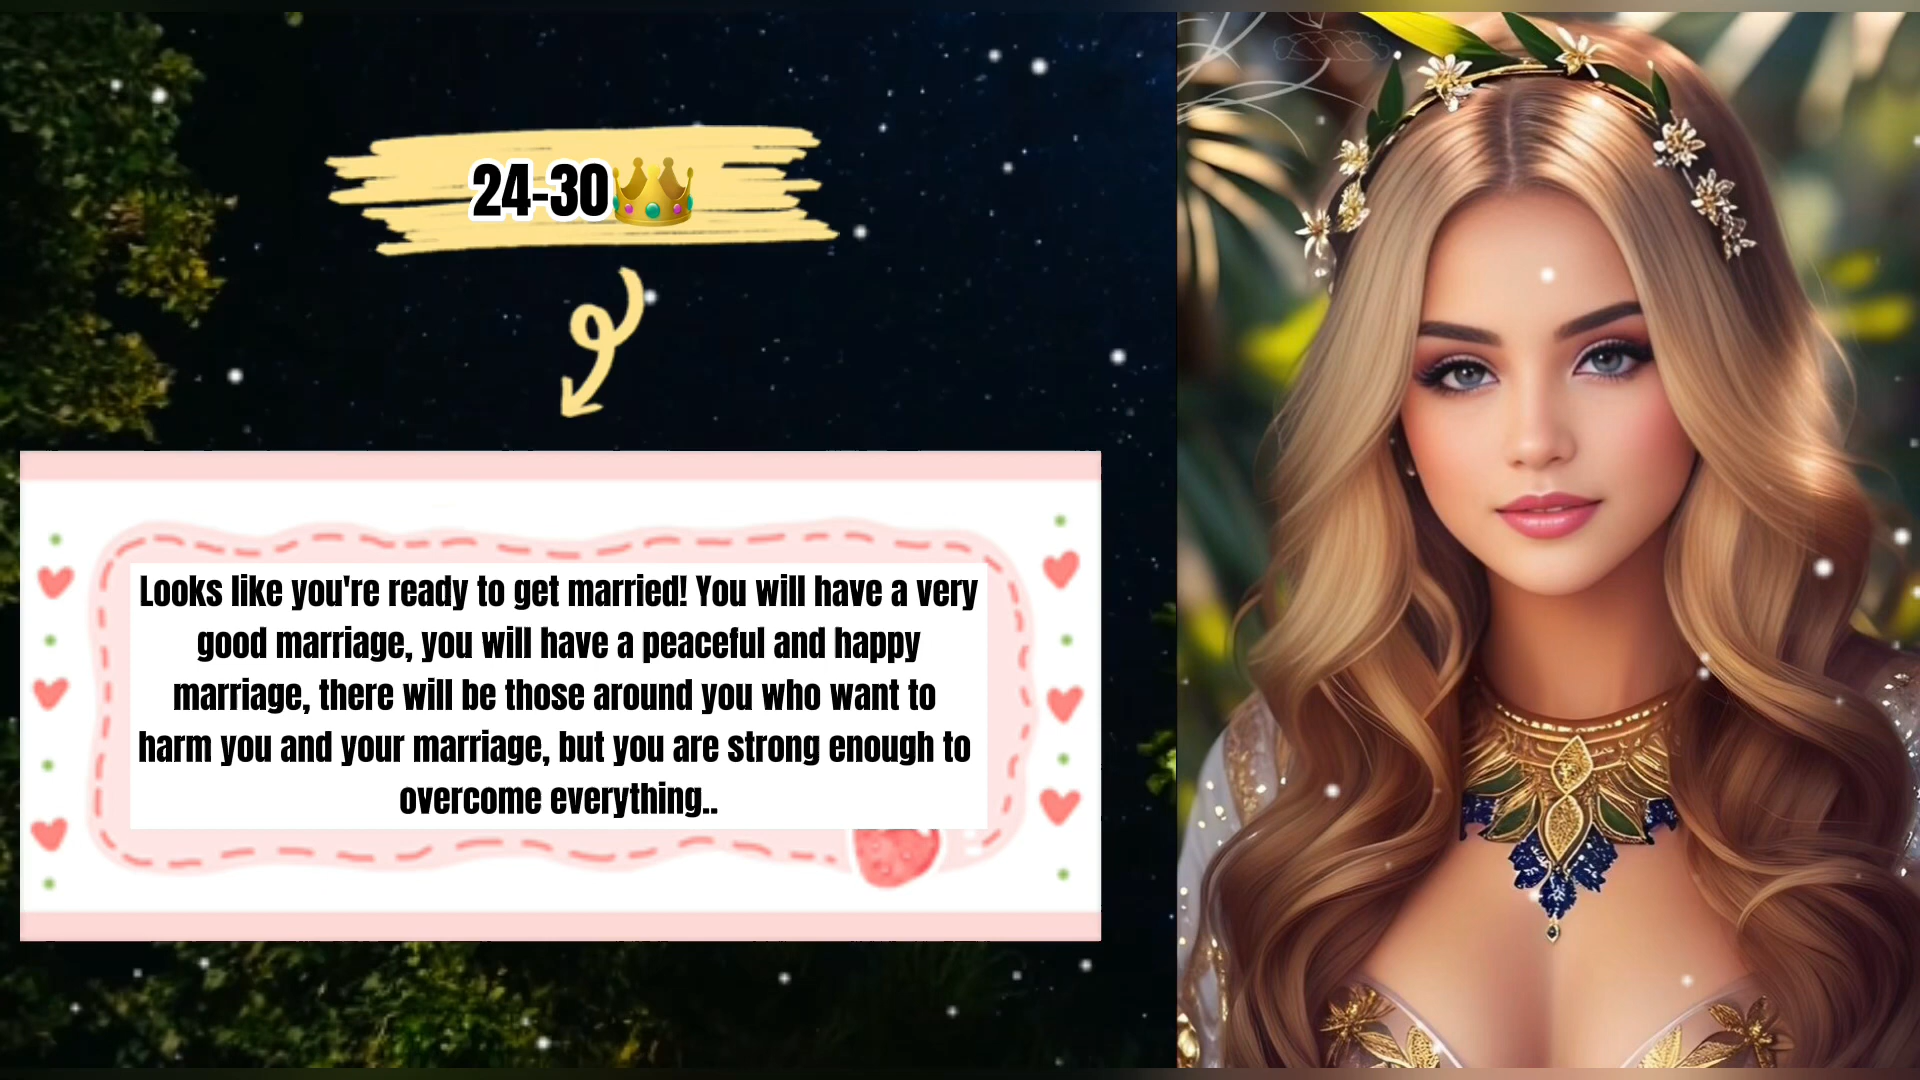 24-30👑
Looks like you're ready to get married! You will have a very
good marriage, you will have a peaceful and happy
marriage, there will be those around you who want to
harm you and your marriage, but you are strong enough to
overcome everything..